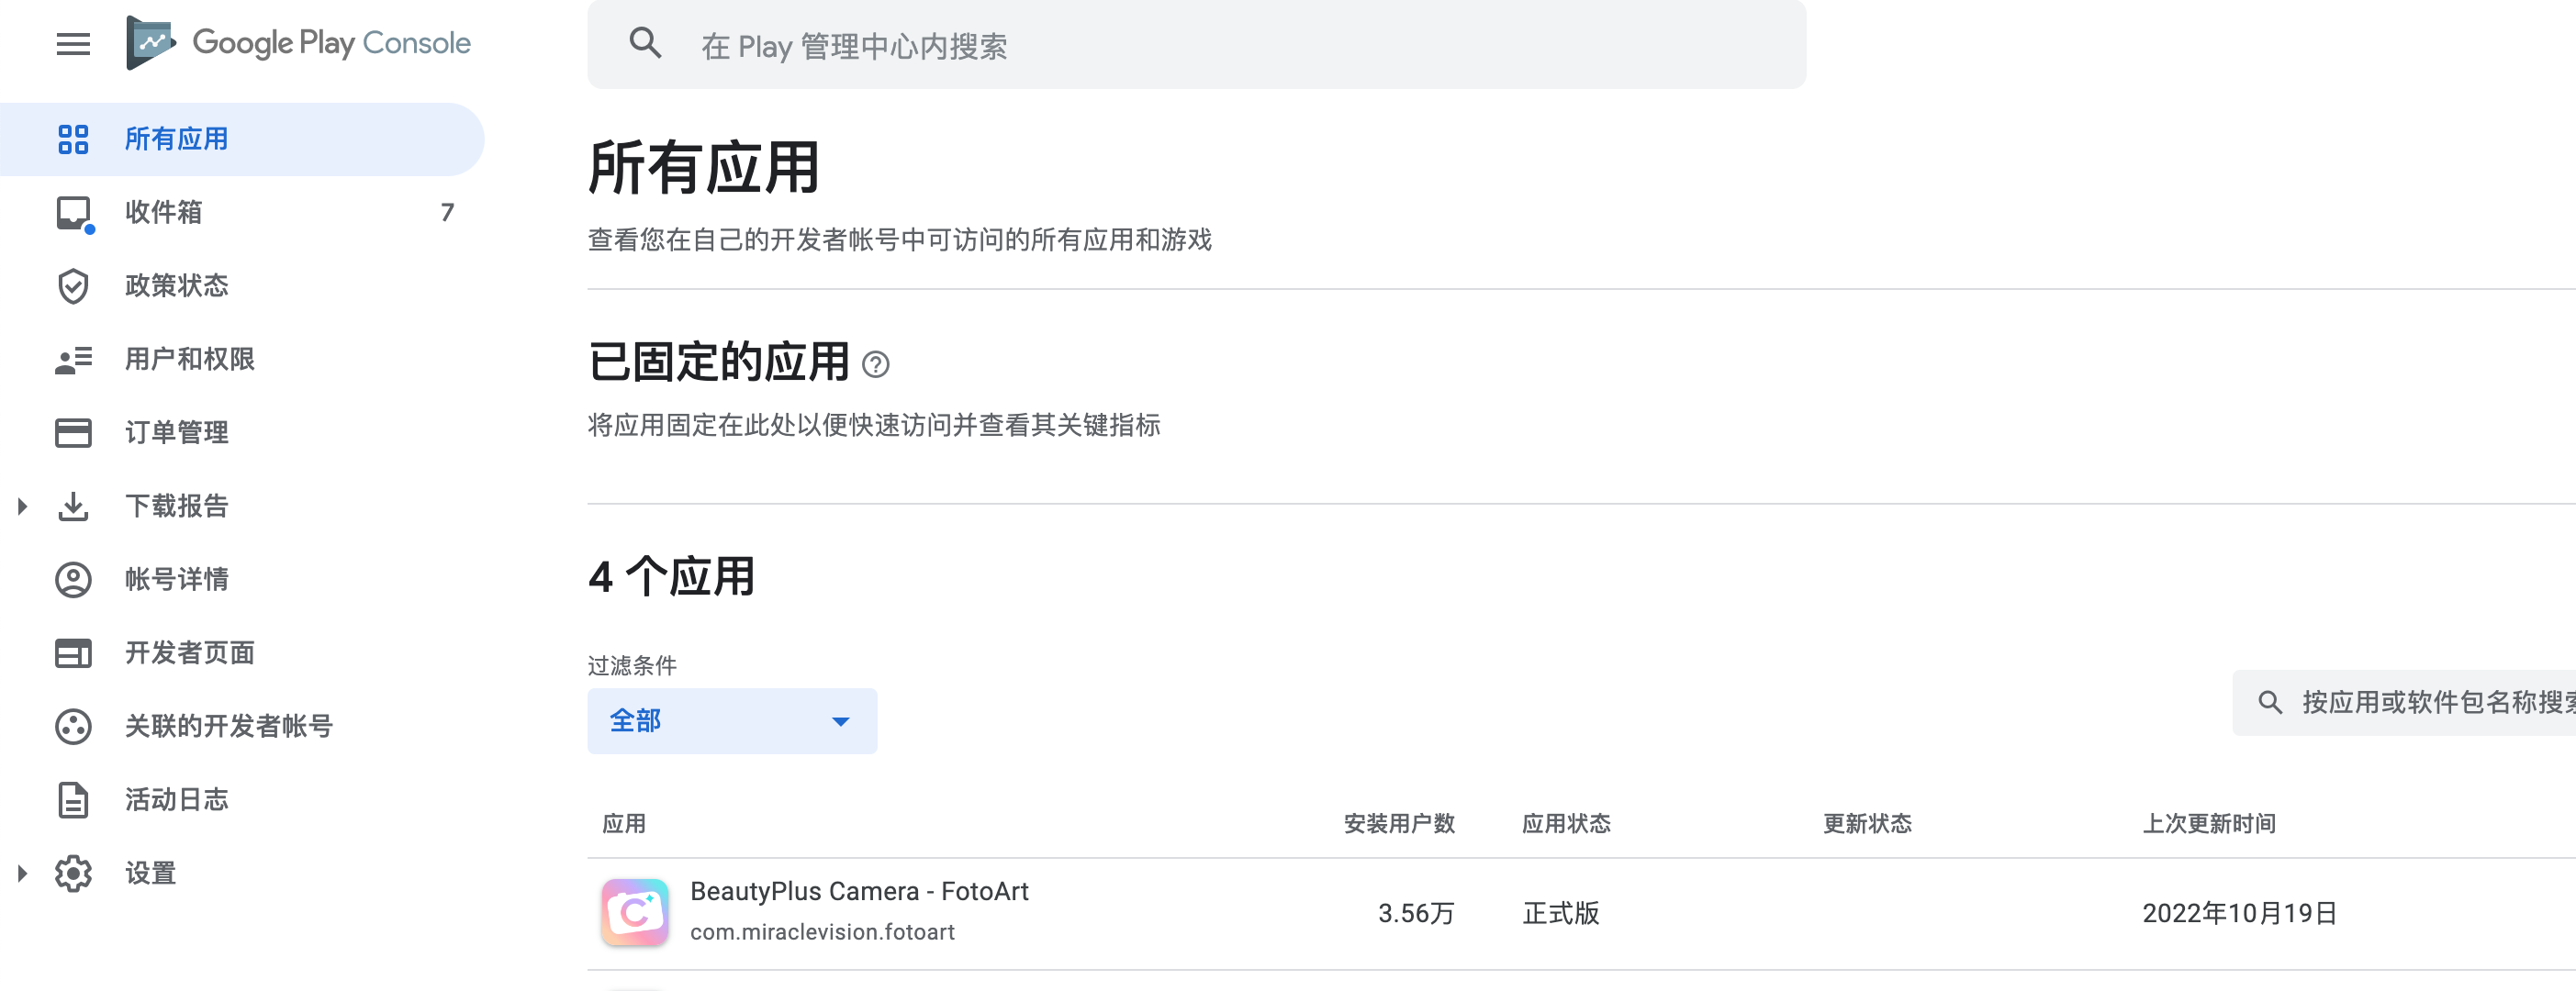 Google Play Console
在 Play 管理中心内搜索
所有应用
收件箱 7
政策状态
用户和权限
订单管理
下载报告
帐号详情
开发者页面
关联的开发者帐号
活动日志
设置
所有应用
查看您在自己的开发者帐号中可访问的所有应用和游戏
已固定的应用
将应用固定在此处以便快速访问并查看其关键指标
4 个应用
过滤条件
全部
按应用或软件包名称搜索
应用 安装用户数 应用状态 更新状态 上次更新时间
BeautyPlus Camera - FotoArt 3.56万 正式版 2022年10月19日
com.miraclevision.fotoart